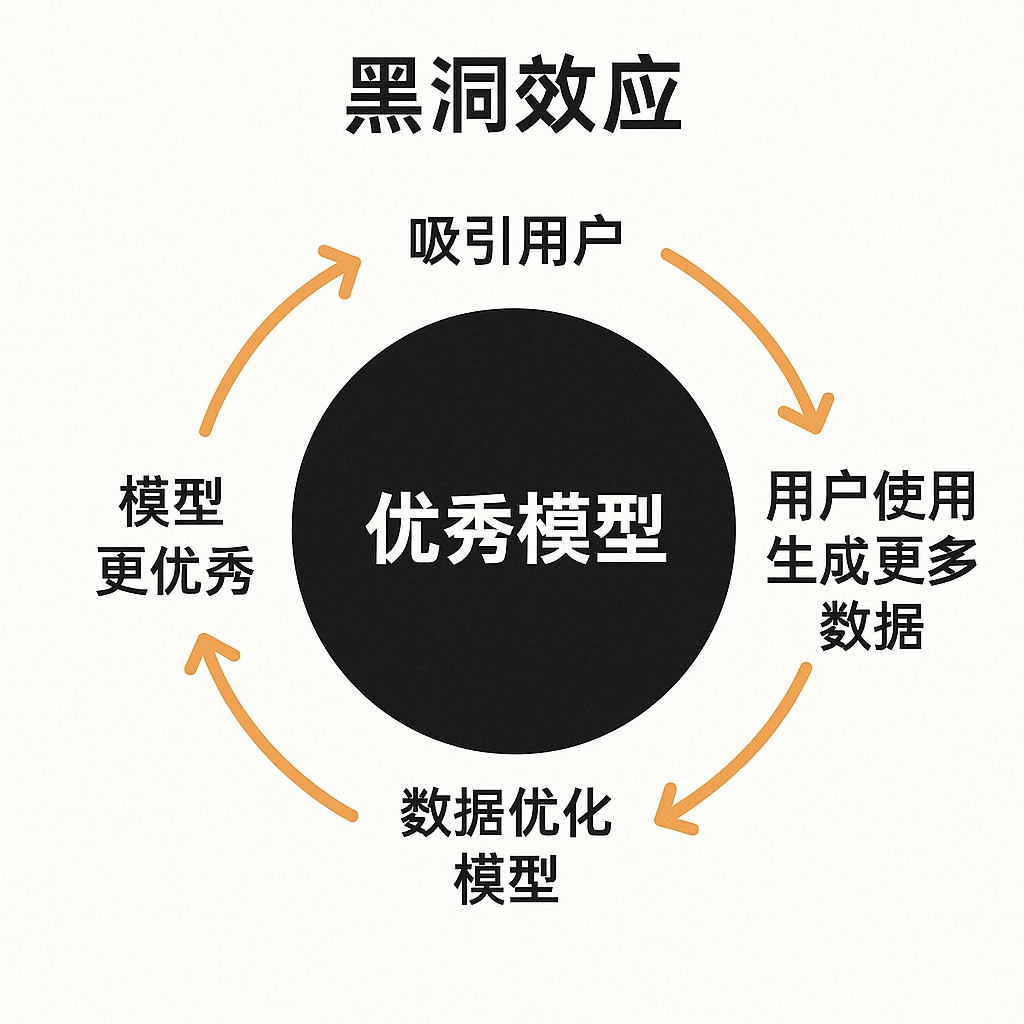 黑洞效应
吸引用户
用户使用
生成更多
数据
优秀模型
模型
更优秀
数据优化
模型